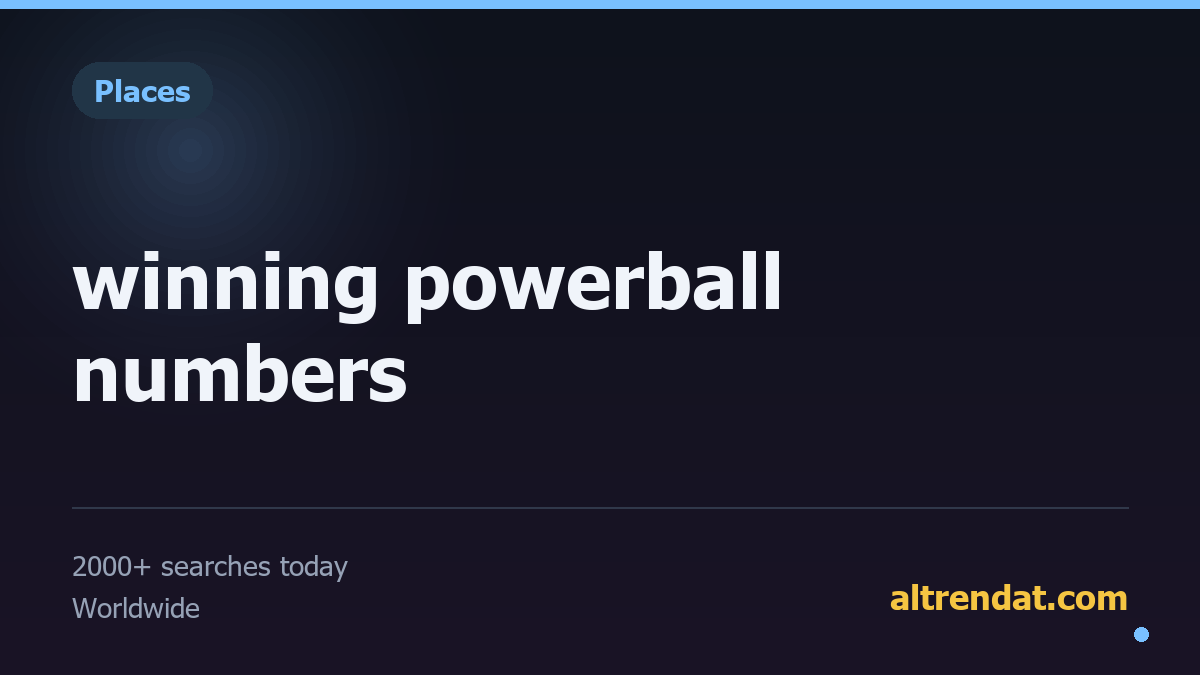 Places
winning powerball
numbers
2000+ searches today
Worldwide
altrendat.com